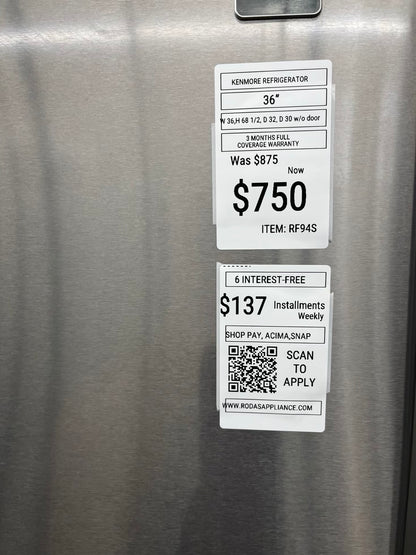 KENMORE REFRIGERATOR
36"
W 36,H 68 1/2, D 32, D 30 w/o door
3 MONTHS FULL
COVERAGE WARRANTY
Was $875
Now
$750
ITEM: RF94S
6 INTEREST-FREE
$137 Installments
Weekly
SHOP PAY, ACIMA,SNAP
SCAN
TO
APPLY
WWW.RODASAPPLIANCE.COM